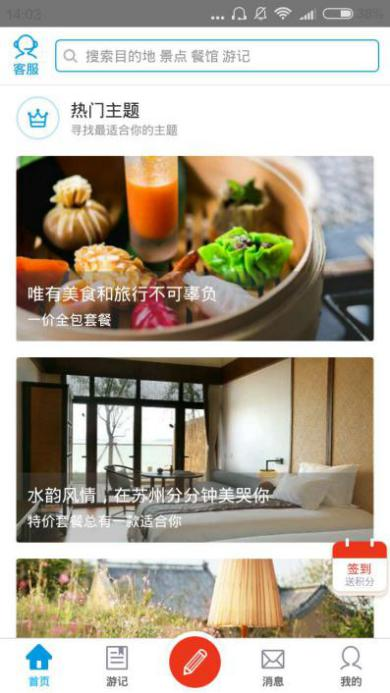 14:03
... 38%
客服
搜索目的地 景点 餐馆 游记
热门主题
寻找最适合你的主题
唯有美食和旅行不可辜负
一价全包套餐
水韵风情，在苏州分分钟美哭你
特价套餐总有一款适合你
签到
送积分
首页 游记 消息 我的